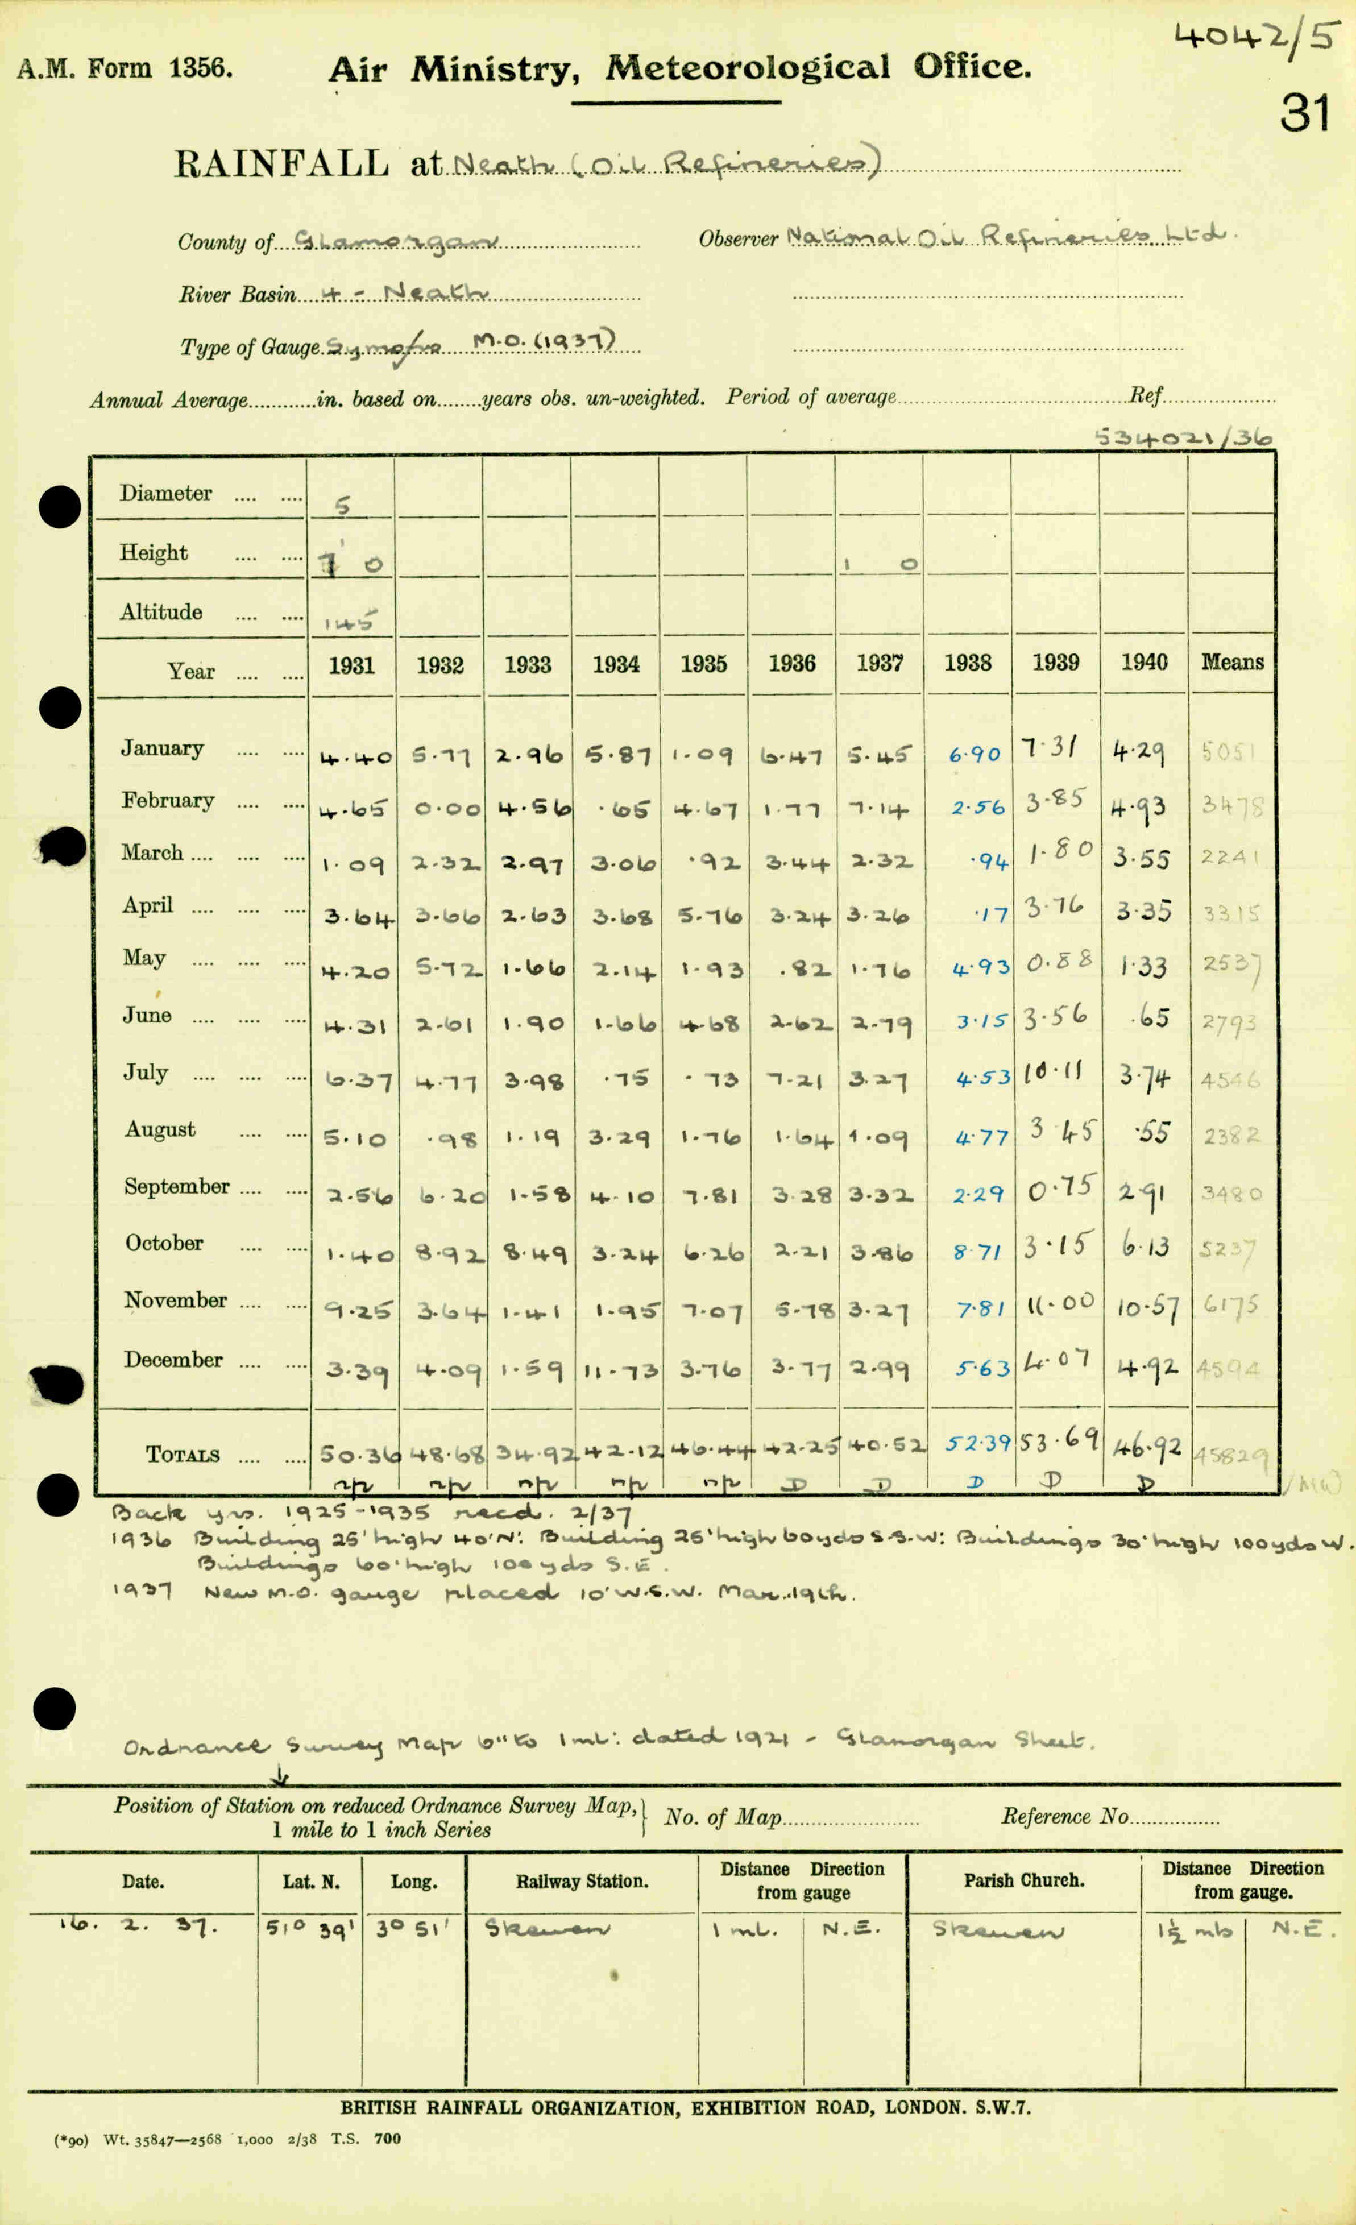 4042/5
A.M. Form 1356. Air Ministry, Meteorological Office.
31
RAINFALL at Neath (Oil Refineries)
County of Glamorgan Observer National Oil Refineries Ltd.
River Basin 4 - Neath
Type of Gauge Symons M.O. (1937)
Annual Average in. based on years obs. un-weighted. Period of average Ref.
534021/36
Diameter .... .... 5
Height .... .... 1' 0 1 0
Altitude .... .... 145
Year .... .... 1931 1932 1933 1934 1935 1936 1937 1938 1939 1940 Means
January .... .... 4.40 5.77 2.96 5.87 1.09 6.47 5.45 6.90 7.31 4.29 5051
February .... .... 4.65 0.00 4.56 .65 4.67 1.77 7.14 2.56 3.85 4.93 3478
March .... .... .... 1.09 2.32 2.97 3.06 .92 3.44 2.32 .94 1.80 3.55 2241
April .... .... .... 3.64 3.66 2.63 3.68 5.76 3.24 3.26 .17 3.76 3.35 3315
May .... .... .... 4.20 5.72 1.66 2.14 1.93 .82 1.76 4.93 0.88 1.33 2537
June .... .... .... 4.31 2.61 1.90 1.66 4.68 2.62 2.79 3.15 3.56 .65 2793
July .... .... .... 6.37 4.77 3.98 .75 .73 7.21 3.27 4.53 10.11 3.74 4546
August .... .... 5.10 .98 1.19 3.29 1.76 1.64 1.09 4.77 3.45 .55 2382
September .... .... 2.56 6.20 1.58 4.10 7.81 3.28 3.32 2.29 0.75 2.91 3480
October .... .... 1.40 8.92 8.49 3.24 6.26 2.21 3.86 8.71 3.15 6.13 5237
November .... .... 9.25 3.64 1.41 1.95 7.07 5.78 3.27 7.81 11.00 10.57 6175
December .... .... 3.39 4.09 1.59 11.73 3.76 3.77 2.99 5.63 4.07 4.92 4594
TOTALS .... .... 50.36 48.68 34.92 42.12 46.44 42.25 40.52 52.39 53.69 46.92 45829
np np np np np D D D D D
Back yrs. 1925-1935 recd. 2/37
1936 Building 25' high 40'N: Building 25' high 60yds S.S.W: Buildings 30' high 100yds W.
Buildings 60' high 100yds S.E.
1937 New M.O. gauge placed 10' W.S.W. Mar. 19th.
Ordnance Survey Map 6" to 1 ml: dated 1921 - Glamorgan Sheet.
Position of Station on reduced Ordnance Survey Map, 1 mile to 1 inch Series No. of Map Reference No.
Date. Lat. N. Long. Railway Station. Distance Direction from gauge Parish Church. Distance Direction from gauge.
16. 2. 37. 51° 39' 3° 51' Skewen 1 ml. N.E. Skewen 1½ mls N.E.
BRITISH RAINFALL ORGANIZATION, EXHIBITION ROAD, LONDON. S.W.7.
(*90) Wt. 35847—2568 1,000 2/38 T.S. 700